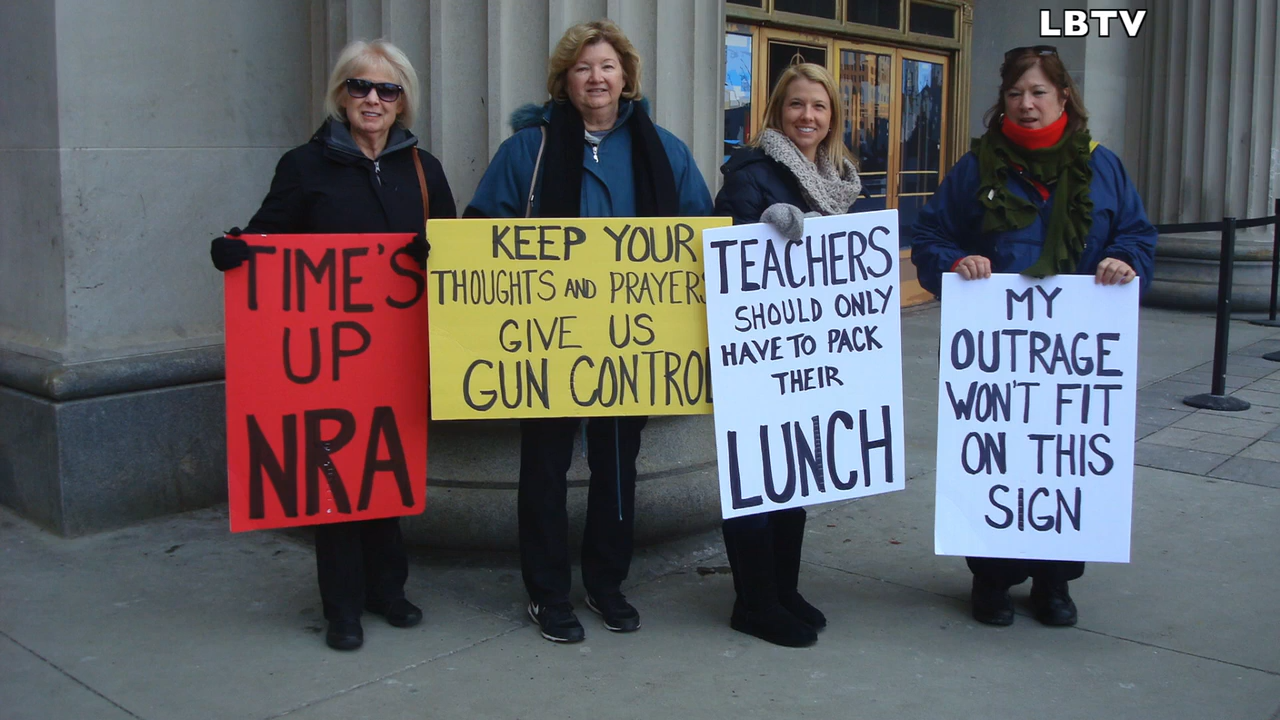 LBTV
TIME'S
UP
NRA
KEEP YOUR
THOUGHTS AND PRAYERS
GIVE US
GUN CONTROL
TEACHERS
SHOULD ONLY
HAVE TO PACK
THEIR
LUNCH
MY
OUTRAGE
WON'T FIT
ON THIS
SIGN